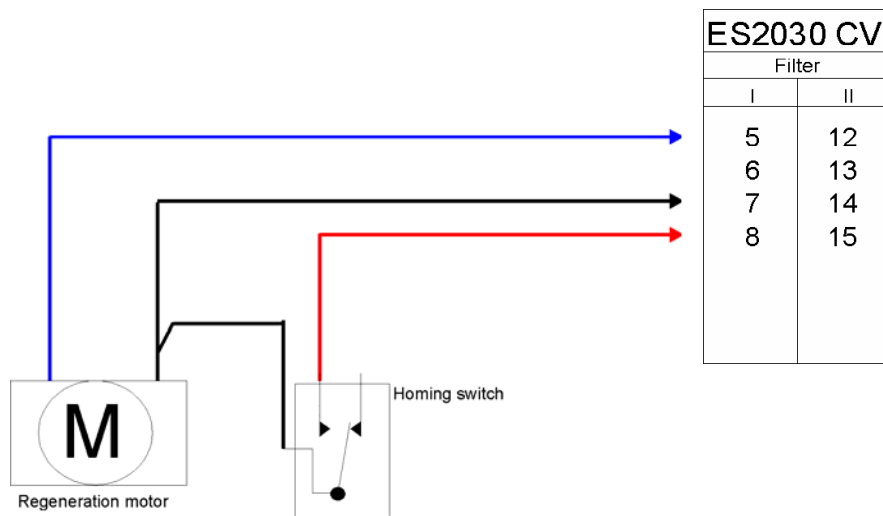 ES2030 CV
Filter
I II
5 12
6 13
7 14
8 15
Homing switch
M
Regeneration motor